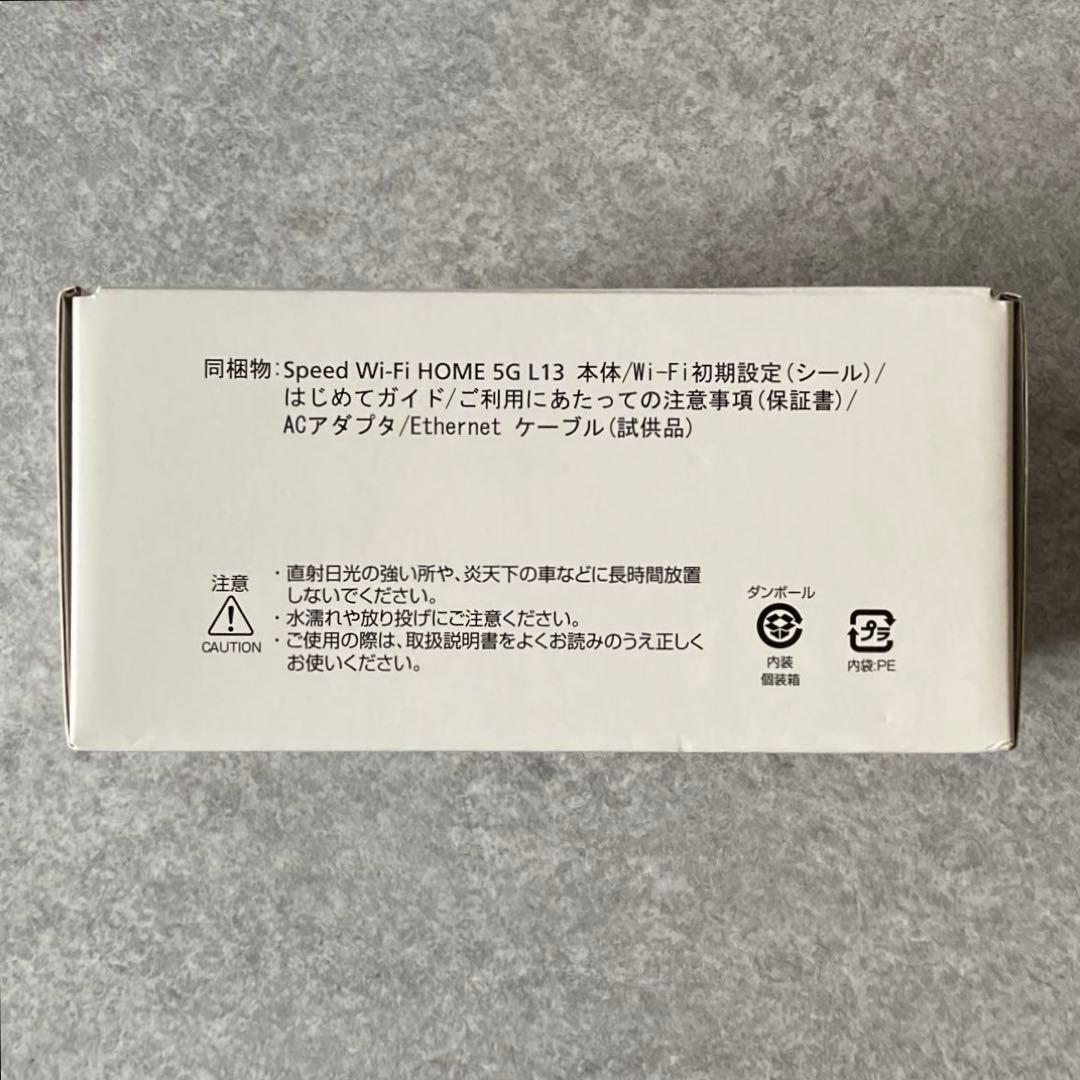 同梱物:Speed Wi-Fi HOME 5G L13 本体/Wi-Fi初期設定(シール)/
はじめてガイド/ご利用にあたっての注意事項(保証書)/
ACアダプタ/Ethernet ケーブル(試供品)
注意
CAUTION
・直射日光の強い所や、炎天下の車などに長時間放置
しないでください。
・水濡れや放り投げにご注意ください。
・ご使用の際は、取扱説明書をよくお読みのうえ正しく
お使いください。
ダンボール
内装
個装箱
プラ
内袋:PE